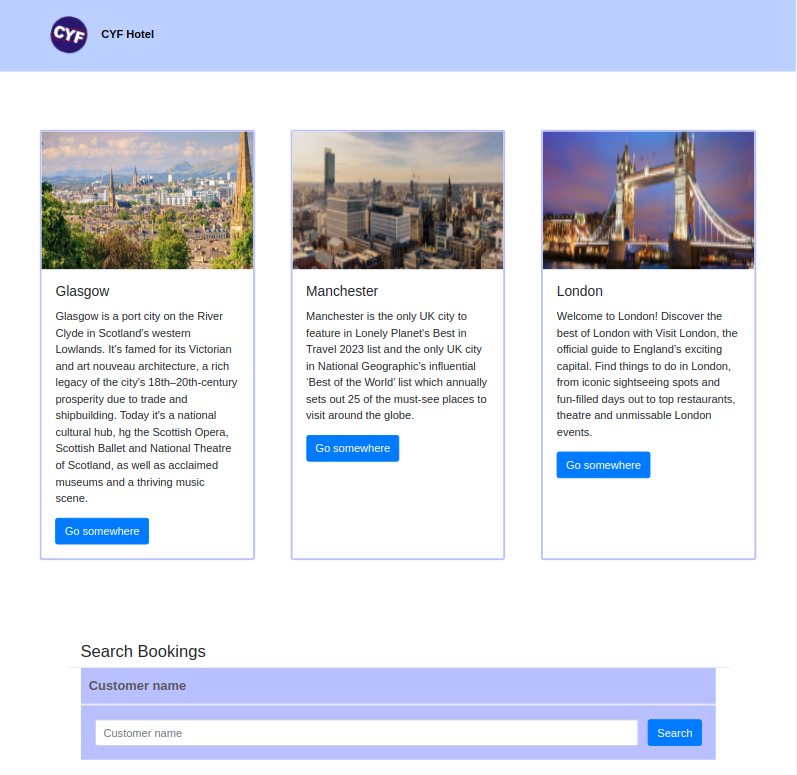 CYF
CYF Hotel
Glasgow
Glasgow is a port city on the River
Clyde in Scotland's western
Lowlands. It's famed for its Victorian
and art nouveau architecture, a rich
legacy of the city's 18th–20th-century
prosperity due to trade and
shipbuilding. Today it's a national
cultural hub, hg the Scottish Opera,
Scottish Ballet and National Theatre
of Scotland, as well as acclaimed
museums and a thriving music
scene.
Go somewhere
Manchester
Manchester is the only UK city to
feature in Lonely Planet's Best in
Travel 2023 list and the only UK city
in National Geographic's influential
‘Best of the World’ list which annually
sets out 25 of the must-see places to
visit around the globe.
Go somewhere
London
Welcome to London! Discover the
best of London with Visit London, the
official guide to England's exciting
capital. Find things to do in London,
from iconic sightseeing spots and
fun-filled days out to top restaurants,
theatre and unmissable London
events.
Go somewhere
Search Bookings
Customer name
Customer name
Search